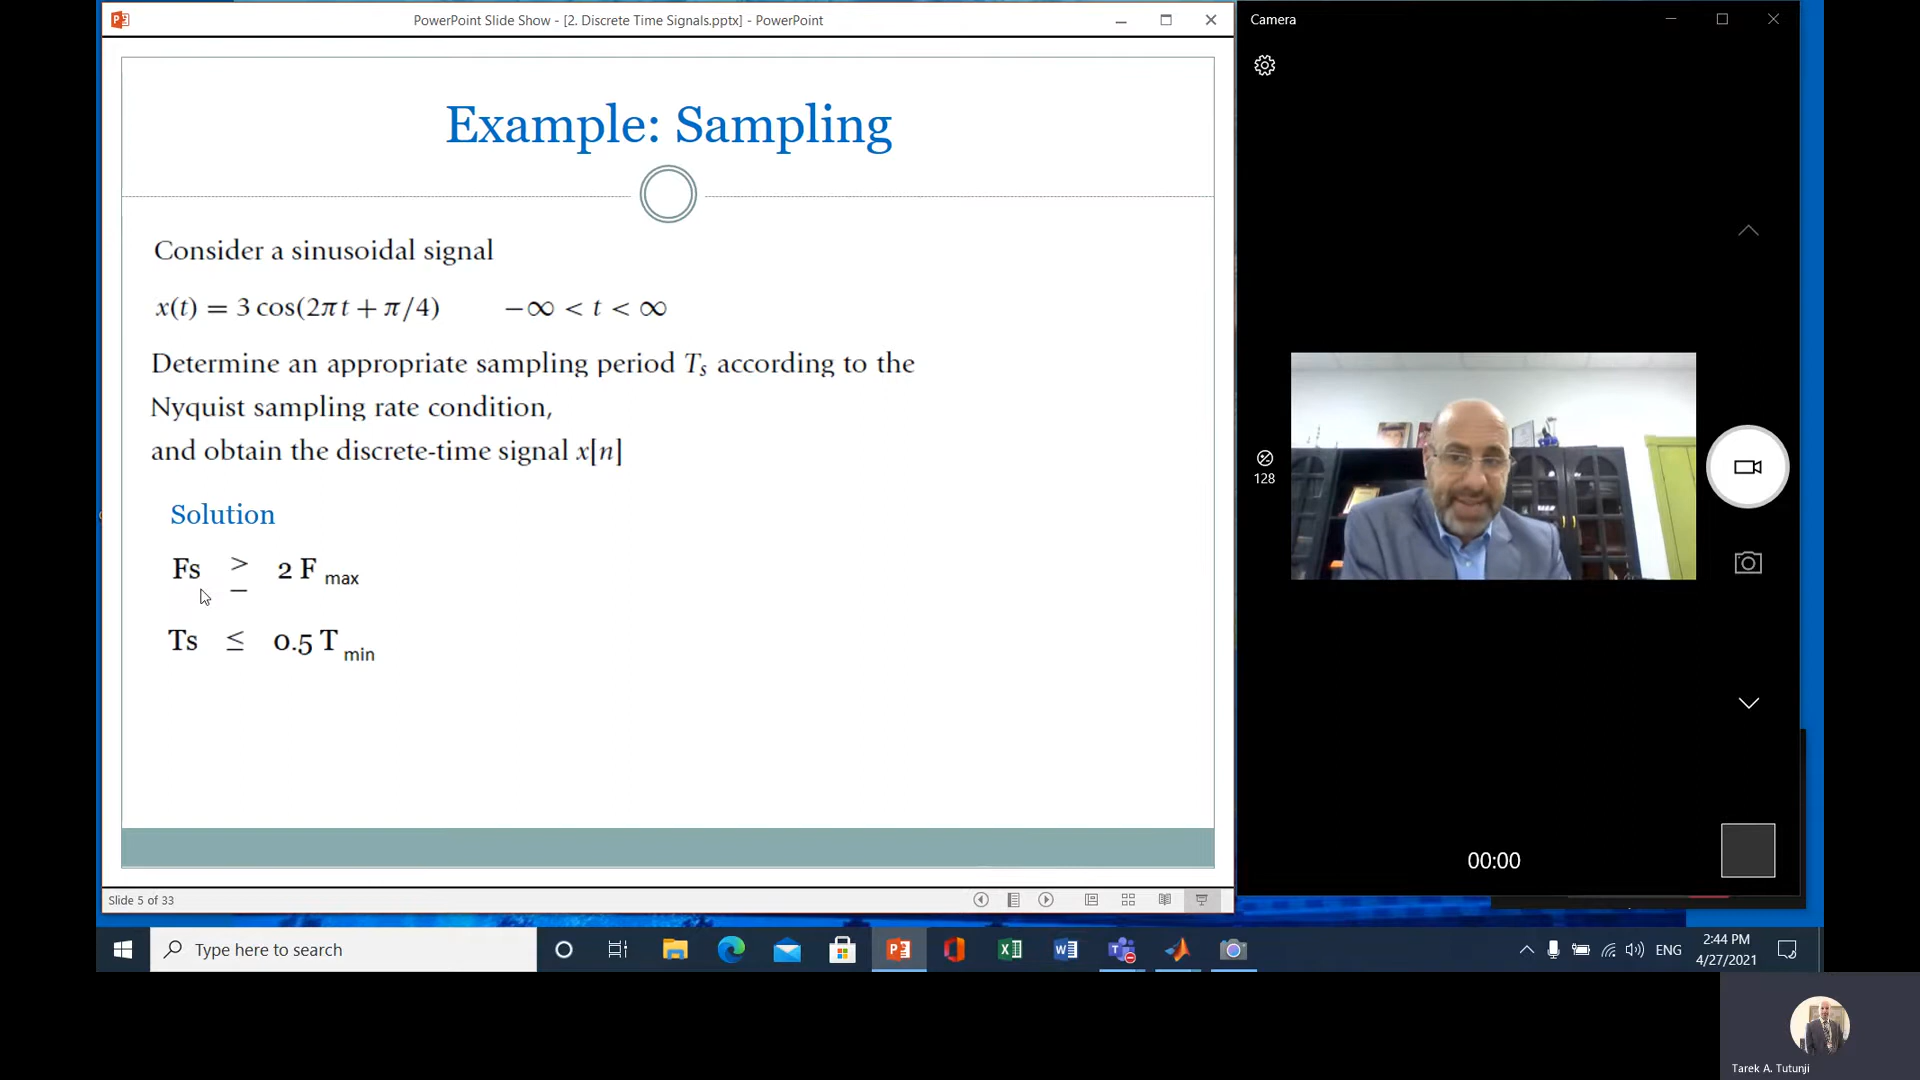 PowerPoint Slide Show - [2. Discrete Time Signals.pptx] - PowerPoint
Camera
Example: Sampling
Consider a sinusoidal signal
x(t) = 3 cos(2πt + π/4) −∞ < t < ∞
Determine an appropriate sampling period Ts according to the
Nyquist sampling rate condition,
and obtain the discrete-time signal x[n]
Solution
Fs ≥ 2 F max
Ts ≤ 0.5 T min
128
00:00
Slide 5 of 33
Type here to search
ENG
2:44 PM
4/27/2021
Tarek A. Tutunji